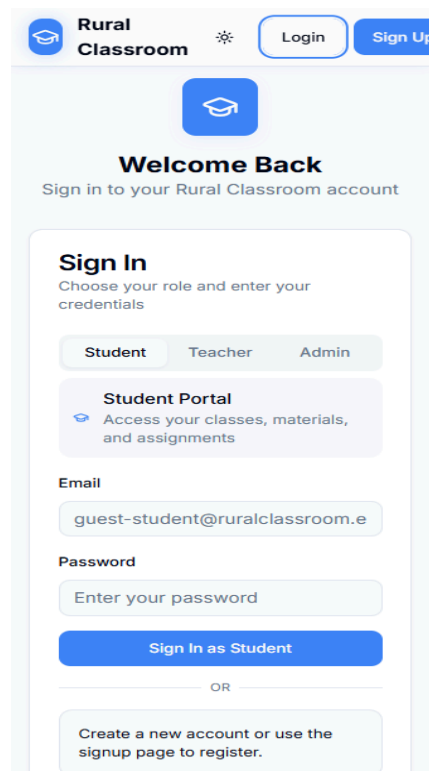 Rural
Classroom
Login
Sign Up
Welcome Back
Sign in to your Rural Classroom account
Sign In
Choose your role and enter your
credentials
Student Teacher Admin
Student Portal
Access your classes, materials,
and assignments
Email
guest-student@ruralclassroom.e
Password
Enter your password
Sign In as Student
OR
Create a new account or use the
signup page to register.